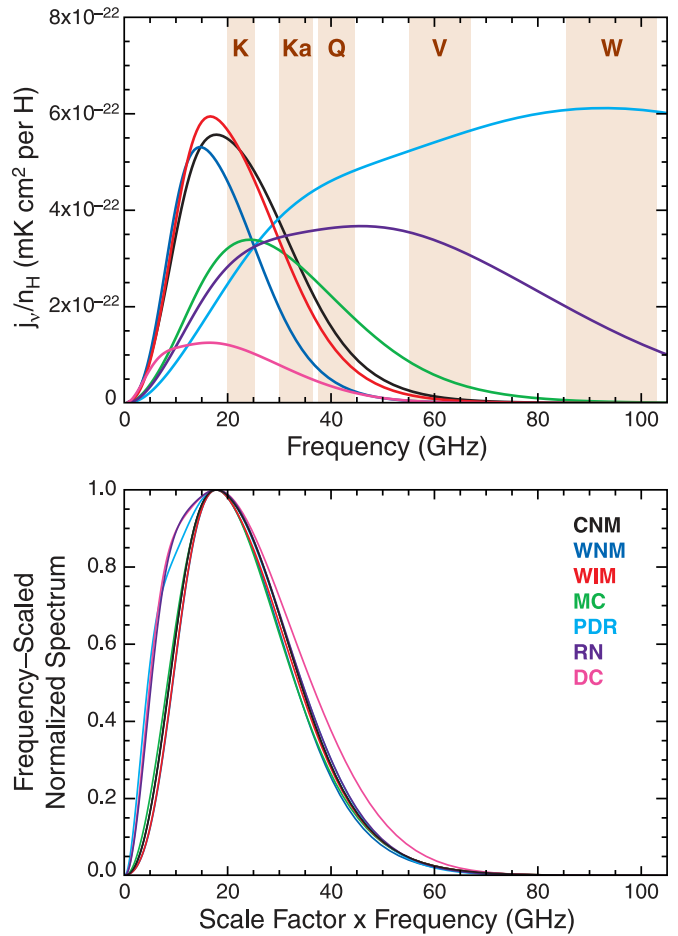 8x10⁻²²
6x10⁻²²
4x10⁻²²
2x10⁻²²
0
jᵥ/n_H (mK cm² per H)
K Ka Q V W
0 20 40 60 80 100
Frequency (GHz)
1.0
0.8
0.6
0.4
0.2
0.0
Frequency–Scaled
Normalized Spectrum
CNM
WNM
WIM
MC
PDR
RN
DC
0 20 40 60 80 100
Scale Factor x Frequency (GHz)